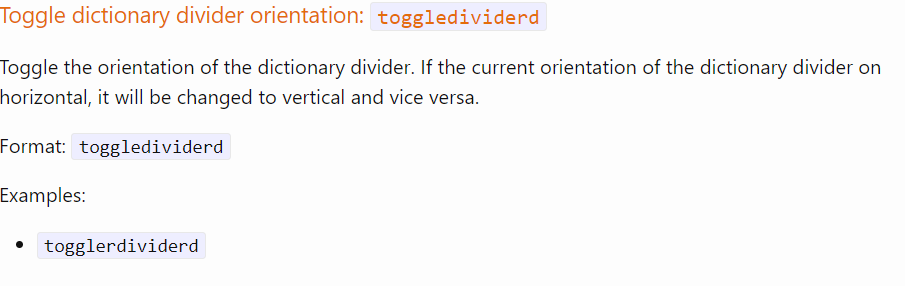 Toggle dictionary divider orientation: toggledividerd
Toggle the orientation of the dictionary divider. If the current orientation of the dictionary divider on
horizontal, it will be changed to vertical and vice versa.
Format: toggledividerd
Examples:
• togglerdividerd